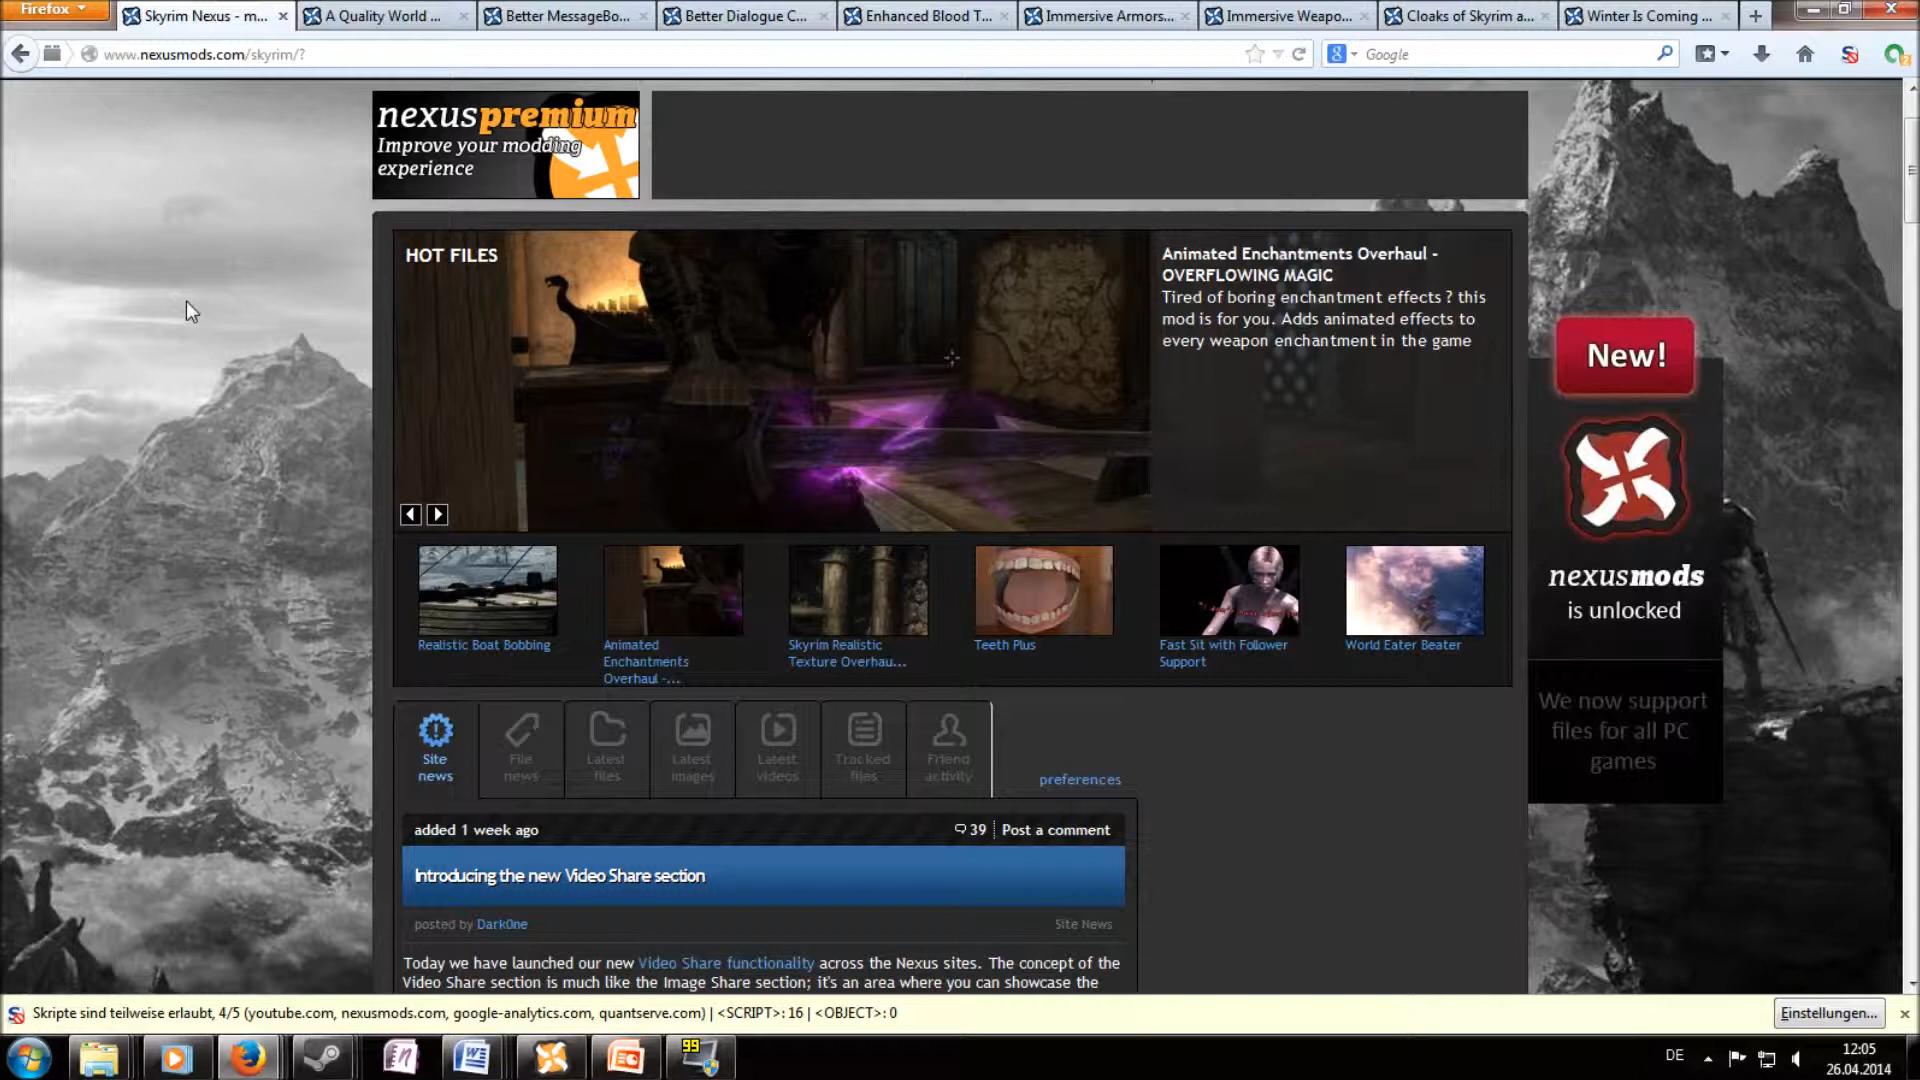 Firefox
Skyrim Nexus - m...
A Quality World ...
Better MessageBo...
Better Dialogue C...
Enhanced Blood T...
Immersive Armors...
Immersive Weapo...
Cloaks of Skyrim a...
Winter Is Coming ...
www.nexusmods.com/skyrim/?
Google
nexuspremium
Improve your modding
experience
HOT FILES
Animated Enchantments Overhaul -
OVERFLOWING MAGIC
Tired of boring enchantment effects ? this
mod is for you. Adds animated effects to
every weapon enchantment in the game
New!
nexusmods
is unlocked
We now support
files for all PC
games
Realistic Boat Bobbing
Animated
Enchantments
Overhaul -...
Skyrim Realistic
Texture Overhau...
Teeth Plus
Fast Sit with Follower
Support
World Eater Beater
Site
news
File
news
Latest
files
Latest
images
Latest
videos
Tracked
files
Friend
activity
preferences
added 1 week ago
39
Post a comment
Introducing the new Video Share section
posted by Dark0ne
Site News
Today we have launched our new Video Share functionality across the Nexus sites. The concept of the
Video Share section is much like the Image Share section; it's an area where you can showcase the
Skripte sind teilweise erlaubt, 4/5 (youtube.com, nexusmods.com, google-analytics.com, quantserve.com) | <SCRIPT>: 16 | <OBJECT>: 0
Einstellungen...
99
DE
12:05
26.04.2014